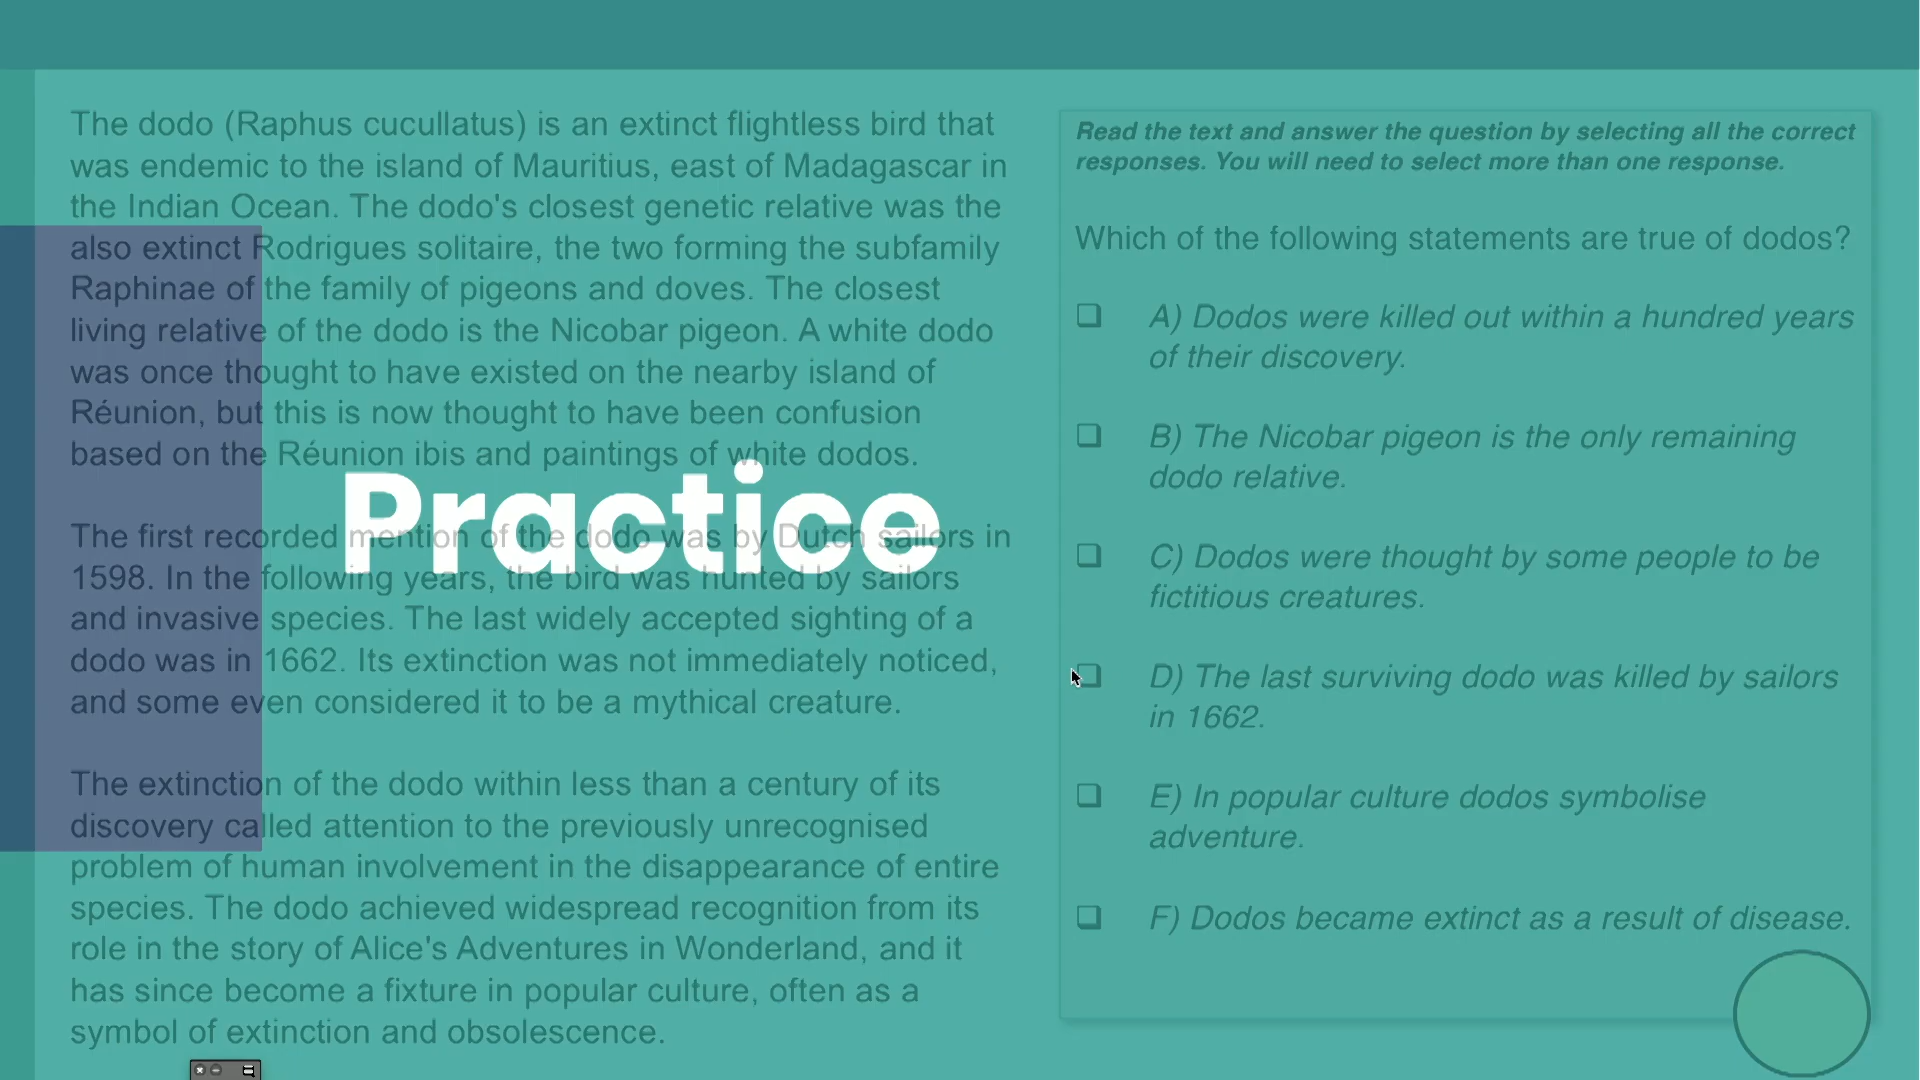 The dodo (Raphus cucullatus) is an extinct flightless bird that
was endemic to the island of Mauritius, east of Madagascar in
the Indian Ocean. The dodo's closest genetic relative was the
also extinct Rodrigues solitaire, the two forming the subfamily
Raphinae of the family of pigeons and doves. The closest
living relative of the dodo is the Nicobar pigeon. A white dodo
was once thought to have existed on the nearby island of
Réunion, but this is now thought to have been confusion
based on the Réunion ibis and paintings of white dodos.
Practice
The first recorded mention of the dodo was by Dutch sailors in
1598. In the following years, the bird was hunted by sailors
and invasive species. The last widely accepted sighting of a
dodo was in 1662. Its extinction was not immediately noticed,
and some even considered it to be a mythical creature.
The extinction of the dodo within less than a century of its
discovery called attention to the previously unrecognised
problem of human involvement in the disappearance of entire
species. The dodo achieved widespread recognition from its
role in the story of Alice's Adventures in Wonderland, and it
has since become a fixture in popular culture, often as a
symbol of extinction and obsolescence.
Read the text and answer the question by selecting all the correct
responses. You will need to select more than one response.
Which of the following statements are true of dodos?
A) Dodos were killed out within a hundred years
of their discovery.
B) The Nicobar pigeon is the only remaining
dodo relative.
C) Dodos were thought by some people to be
fictitious creatures.
D) The last surviving dodo was killed by sailors
in 1662.
E) In popular culture dodos symbolise
adventure.
F) Dodos became extinct as a result of disease.